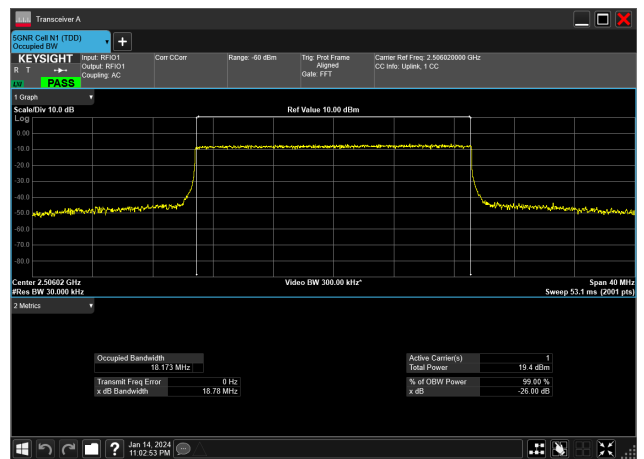 Transceiver A
5GNR Cell N1 (TDD)
Occupied BW
KEYSIGHT
R T
PASS
Input: RFIO1
Output: RFIO1
Coupling: AC
Corr CCorr
Range: -60 dBm
Trig: Prot Frame
Aligned
Gate: FFT
Carrier Ref Freq: 2.506020000 GHz
CC Info: Uplink, 1 CC
1 Graph
Scale/Div 10.0 dB
Ref Value 10.00 dBm
Log
0.00
-10.0
-20.0
-30.0
-40.0
-50.0
-60.0
-70.0
-80.0
Center 2.50602 GHz
Video BW 300.00 kHz*
Span 40 MHz
#Res BW 30.000 kHz
Sweep 53.1 ms (2001 pts)
2 Metrics
Occupied Bandwidth
18.173 MHz
Active Carrier(s) 1
Total Power 19.4 dBm
Transmit Freq Error 0 Hz
x dB Bandwidth 18.78 MHz
% of OBW Power 99.00 %
x dB -26.00 dB
?
Jan 14, 2024
11:02:53 PM